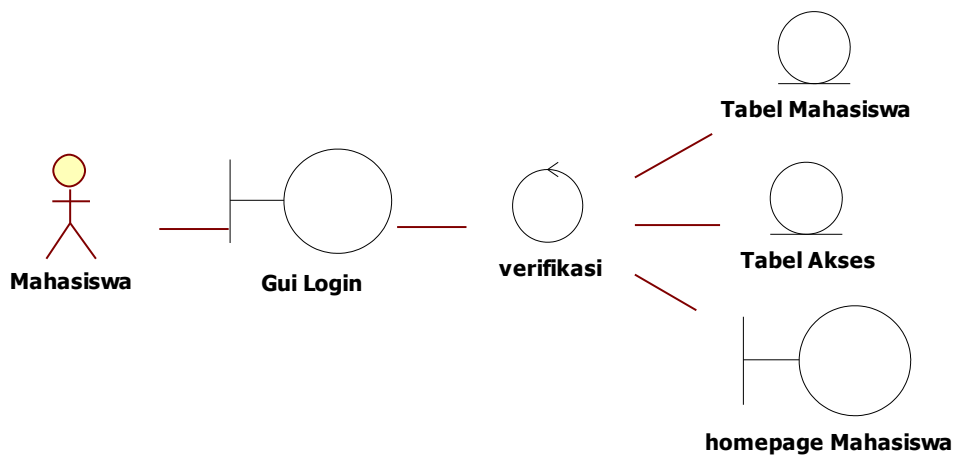 Tabel Mahasiswa
Mahasiswa
Gui Login
verifikasi
Tabel Akses
homepage Mahasiswa